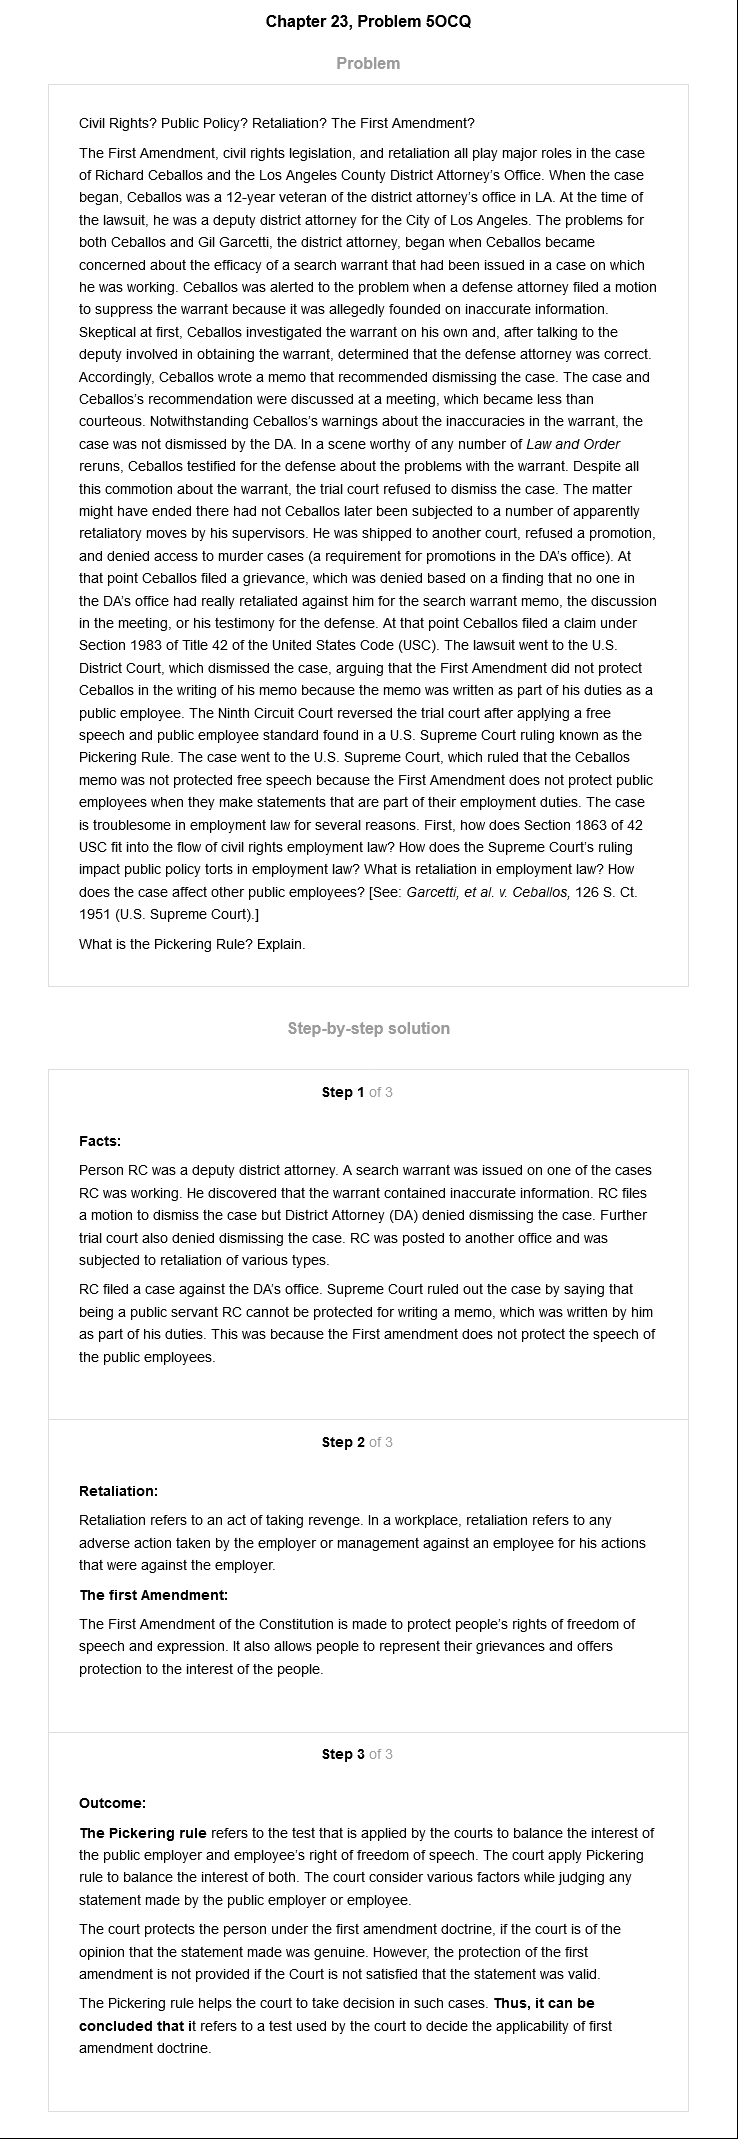 Chapter 23, Problem 5OCQ
Problem
Civil Rights? Public Policy? Retaliation? The First Amendment?
The First Amendment, civil rights legislation, and retaliation all play major roles in the case
of Richard Ceballos and the Los Angeles County District Attorney's Office. When the case
began, Ceballos was a 12-year veteran of the district attorney's office in LA. At the time of
the lawsuit, he was a deputy district attorney for the City of Los Angeles. The problems for
both Ceballos and Gil Garcetti, the district attorney, began when Ceballos became
concerned about the efficacy of a search warrant that had been issued in a case on which
he was working. Ceballos was alerted to the problem when a defense attorney filed a motion
to suppress the warrant because it was allegedly founded on inaccurate information.
Skeptical at first, Ceballos investigated the warrant on his own and, after talking to the
deputy involved in obtaining the warrant, determined that the defense attorney was correct.
Accordingly, Ceballos wrote a memo that recommended dismissing the case. The case and
Ceballos's recommendation were discussed at a meeting, which became less than
courteous. Notwithstanding Ceballos's warnings about the inaccuracies in the warrant, the
case was not dismissed by the DA. In a scene worthy of any number of Law and Order
reruns, Ceballos testified for the defense about the problems with the warrant. Despite all
this commotion about the warrant, the trial court refused to dismiss the case. The matter
might have ended there had not Ceballos later been subjected to a number of apparently
retaliatory moves by his supervisors. He was shipped to another court, refused a promotion,
and denied access to murder cases (a requirement for promotions in the DA's office). At
that point Ceballos filed a grievance, which was denied based on a finding that no one in
the DA's office had really retaliated against him for the search warrant memo, the discussion
in the meeting, or his testimony for the defense. At that point Ceballos filed a claim under
Section 1983 of Title 42 of the United States Code (USC). The lawsuit went to the U.S.
District Court, which dismissed the case, arguing that the First Amendment did not protect
Ceballos in the writing of his memo because the memo was written as part of his duties as a
public employee. The Ninth Circuit Court reversed the trial court after applying a free
speech and public employee standard found in a U.S. Supreme Court ruling known as the
Pickering Rule. The case went to the U.S. Supreme Court, which ruled that the Ceballos
memo was not protected free speech because the First Amendment does not protect public
employees when they make statements that are part of their employment duties. The case
is troublesome in employment law for several reasons. First, how does Section 1863 of 42
USC fit into the flow of civil rights employment law? How does the Supreme Court's ruling
impact public policy torts in employment law? What is retaliation in employment law? How
does the case affect other public employees? [See: Garcetti, et al. v. Ceballos, 126 S. Ct.
1951 (U.S. Supreme Court).]
What is the Pickering Rule? Explain.
Step-by-step solution
Step 1 of 3
Facts:
Person RC was a deputy district attorney. A search warrant was issued on one of the cases
RC was working. He discovered that the warrant contained inaccurate information. RC files
a motion to dismiss the case but District Attorney (DA) denied dismissing the case. Further
trial court also denied dismissing the case. RC was posted to another office and was
subjected to retaliation of various types.
RC filed a case against the DA's office. Supreme Court ruled out the case by saying that
being a public servant RC cannot be protected for writing a memo, which was written by him
as part of his duties. This was because the First amendment does not protect the speech of
the public employees.
Step 2 of 3
Retaliation:
Retaliation refers to an act of taking revenge. In a workplace, retaliation refers to any
adverse action taken by the employer or management against an employee for his actions
that were against the employer.
The first Amendment:
The First Amendment of the Constitution is made to protect people's rights of freedom of
speech and expression. It also allows people to represent their grievances and offers
protection to the interest of the people.
Step 3 of 3
Outcome:
The Pickering rule refers to the test that is applied by the courts to balance the interest of
the public employer and employee's right of freedom of speech. The court apply Pickering
rule to balance the interest of both. The court consider various factors while judging any
statement made by the public employer or employee.
The court protects the person under the first amendment doctrine, if the court is of the
opinion that the statement made was genuine. However, the protection of the first
amendment is not provided if the Court is not satisfied that the statement was valid.
The Pickering rule helps the court to take decision in such cases. Thus, it can be
concluded that it refers to a test used by the court to decide the applicability of first
amendment doctrine.